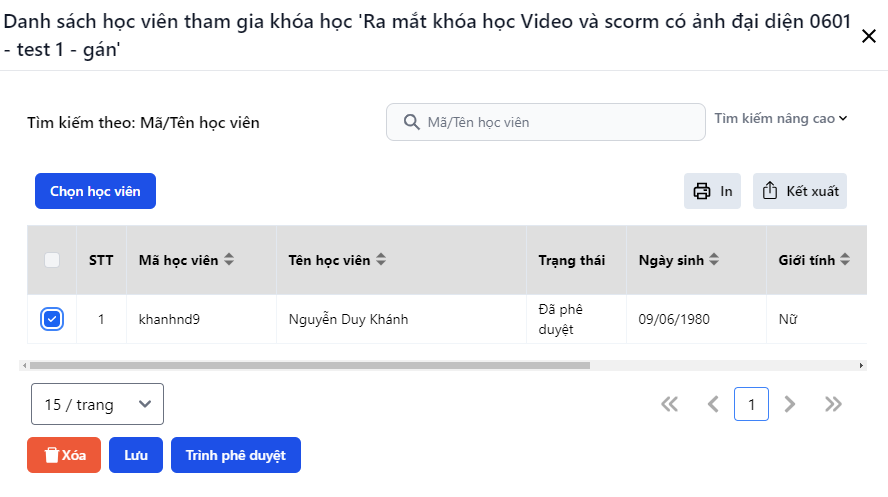 Danh sách học viên tham gia khóa học 'Ra mắt khóa học Video và scorm có ảnh đại diện 0601
- test 1 - gán'
Tìm kiếm theo: Mã/Tên học viên
Mã/Tên học viên
Tìm kiếm nâng cao
Chọn học viên
In
Kết xuất
STT
Mã học viên
Tên học viên
Trạng thái
Ngày sinh
Giới tính
1
khanhnd9
Nguyễn Duy Khánh
Đã phê
duyệt
09/06/1980
Nữ
15 / trang
1
Xóa
Lưu
Trình phê duyệt